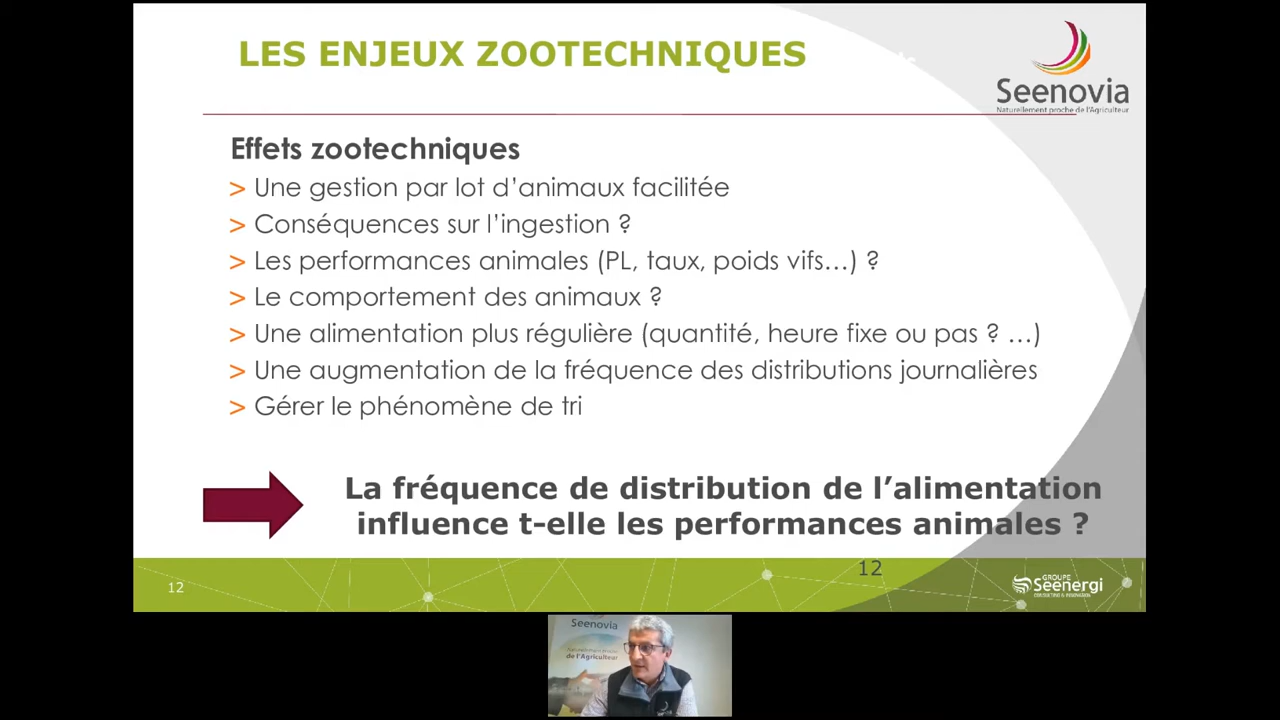 LES ENJEUX ZOOTECHNIQUES
Seenovia
Naturellement proche de l'Agriculteur
Effets zootechniques
> Une gestion par lot d'animaux facilitée
> Conséquences sur l'ingestion ?
> Les performances animales (PL, taux, poids vifs...) ?
> Le comportement des animaux ?
> Une alimentation plus régulière (quantité, heure fixe ou pas ? ...)
> Une augmentation de la fréquence des distributions journalières
> Gérer le phénomène de tri
La fréquence de distribution de l'alimentation
influence t-elle les performances animales ?
12
12
GROUPE
Seenergi
CONSULTING & INNOVATION
Seenovia
Naturellement proche
de l'Agriculteur